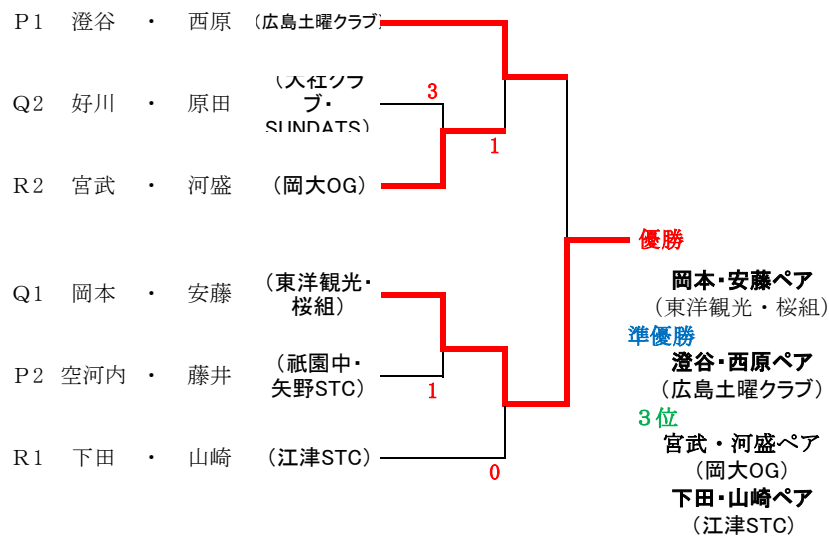 P1 澄谷 ・ 西原 (広島土曜クラブ)
(大社クラ
Q2 好川 ・ 原田 ブ・
SUNDATS)
3
1
R2 宮武 ・ 河盛 (岡大OG)
優勝
Q1 岡本 ・ 安藤 (東洋観光・
桜組)
岡本・安藤ペア
(東洋観光・桜組)
準優勝
P2 空河内 ・ 藤井 (祇園中・
矢野STC)
1
澄谷・西原ペア
(広島土曜クラブ)
3位
R1 下田 ・ 山崎 (江津STC)
0
宮武・河盛ペア
(岡大OG)
下田・山崎ペア
(江津STC)